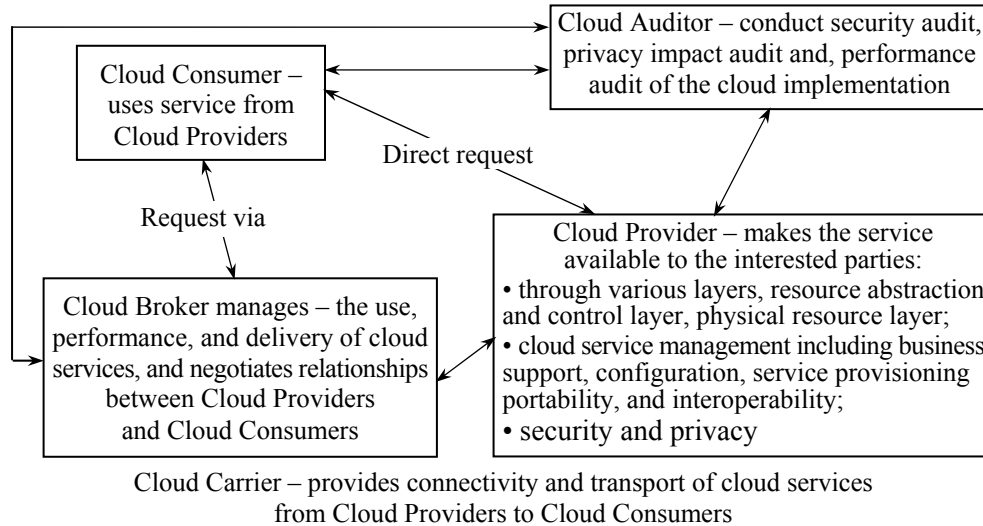 Cloud Auditor – conduct security audit,
privacy impact audit and, performance
audit of the cloud implementation
Cloud Consumer –
uses service from
Cloud Providers
Direct request
Request via
Cloud Provider – makes the service
available to the interested parties:
• through various layers, resource abstraction
and control layer, physical resource layer;
• cloud service management including business
support, configuration, service provisioning
portability, and interoperability;
• security and privacy
Cloud Broker manages – the use,
performance, and delivery of cloud
services, and negotiates relationships
between Cloud Providers
and Cloud Consumers
Cloud Carrier – provides connectivity and transport of cloud services
from Cloud Providers to Cloud Consumers